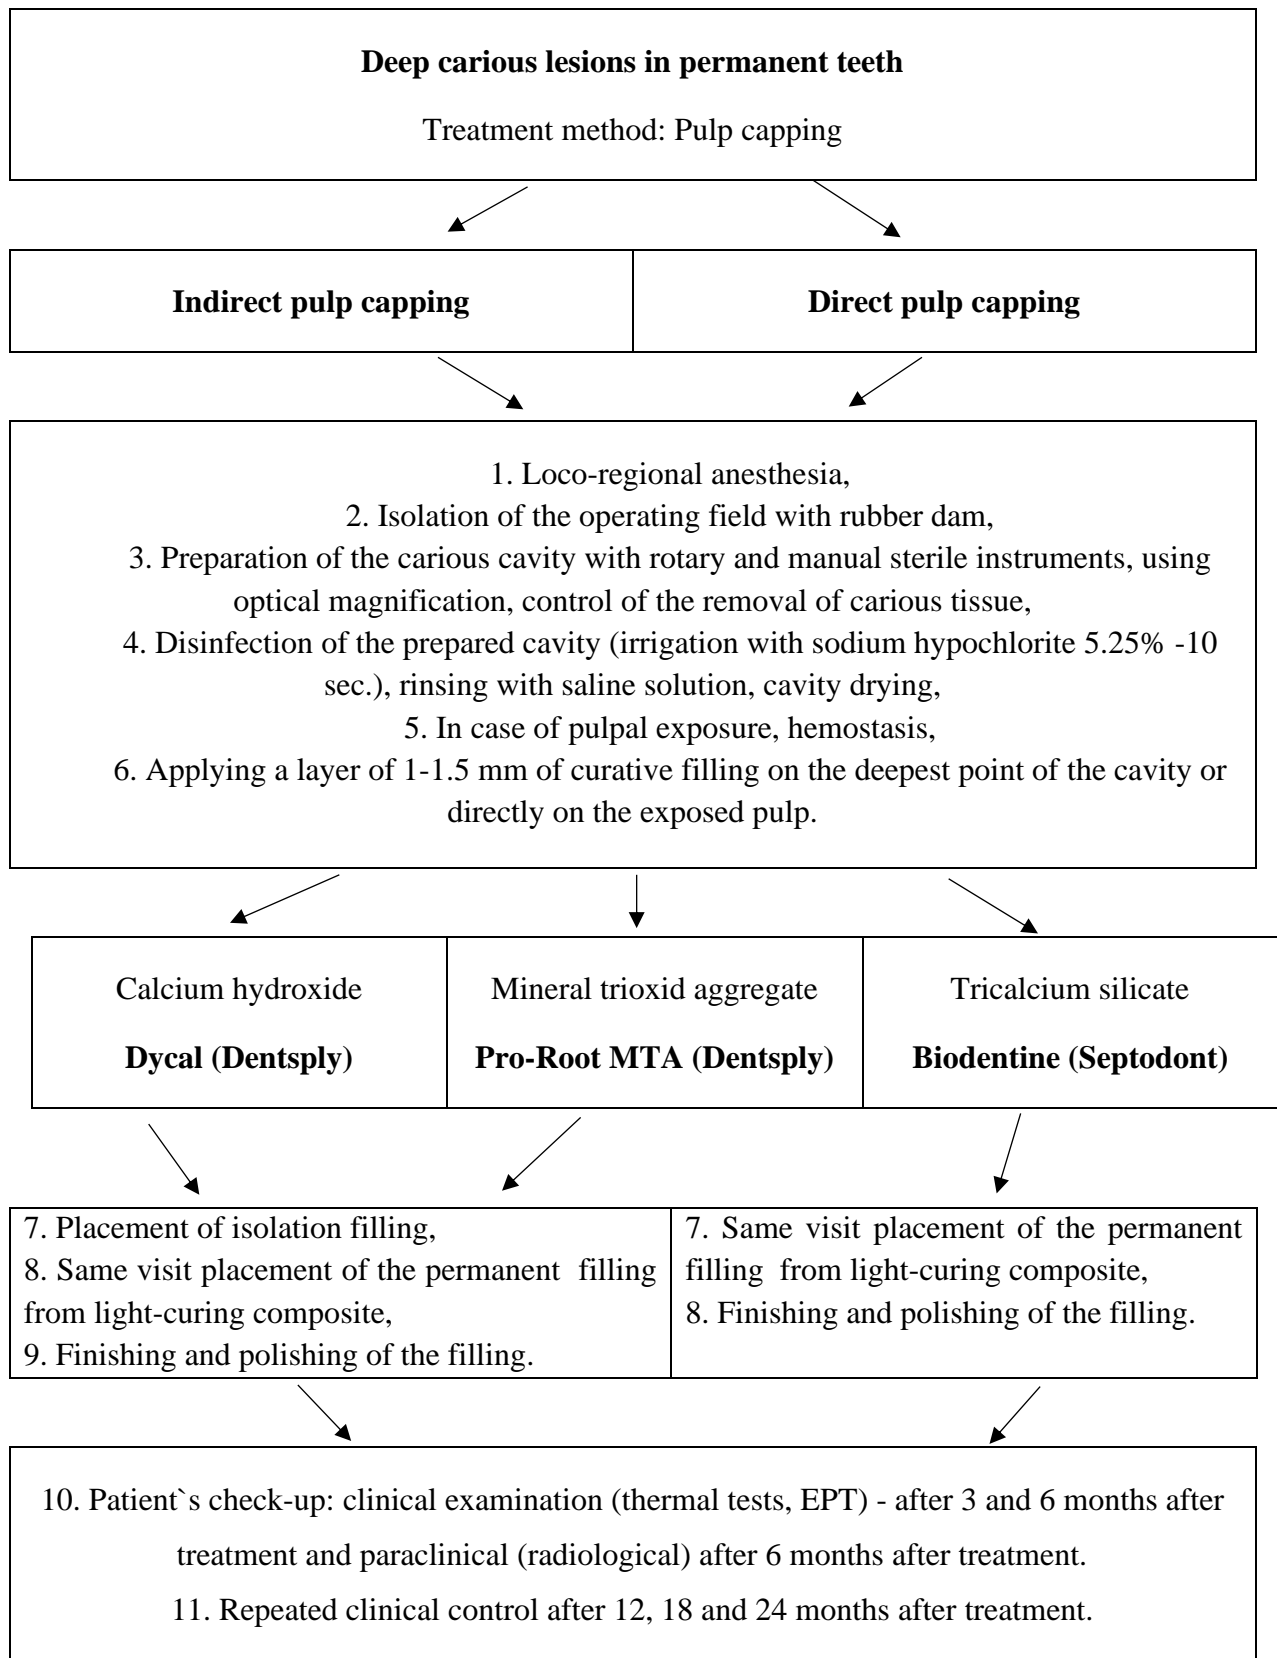 Deep carious lesions in permanent teeth
Treatment method: Pulp capping
Indirect pulp capping
Direct pulp capping
1. Loco-regional anesthesia,
2. Isolation of the operating field with rubber dam,
3. Preparation of the carious cavity with rotary and manual sterile instruments, using
optical magnification, control of the removal of carious tissue,
4. Disinfection of the prepared cavity (irrigation with sodium hypochlorite 5.25% -10
sec.), rinsing with saline solution, cavity drying,
5. In case of pulpal exposure, hemostasis,
6. Applying a layer of 1-1.5 mm of curative filling on the deepest point of the cavity or
directly on the exposed pulp.
Calcium hydroxide
Dycal (Dentsply)
Mineral trioxid aggregate
Pro-Root MTA (Dentsply)
Tricalcium silicate
Biodentine (Septodont)
7. Placement of isolation filling,
8. Same visit placement of the permanent filling
from light-curing composite,
9. Finishing and polishing of the filling.
7. Same visit placement of the permanent
filling from light-curing composite,
8. Finishing and polishing of the filling.
10. Patient`s check-up: clinical examination (thermal tests, EPT) - after 3 and 6 months after
treatment and paraclinical (radiological) after 6 months after treatment.
11. Repeated clinical control after 12, 18 and 24 months after treatment.